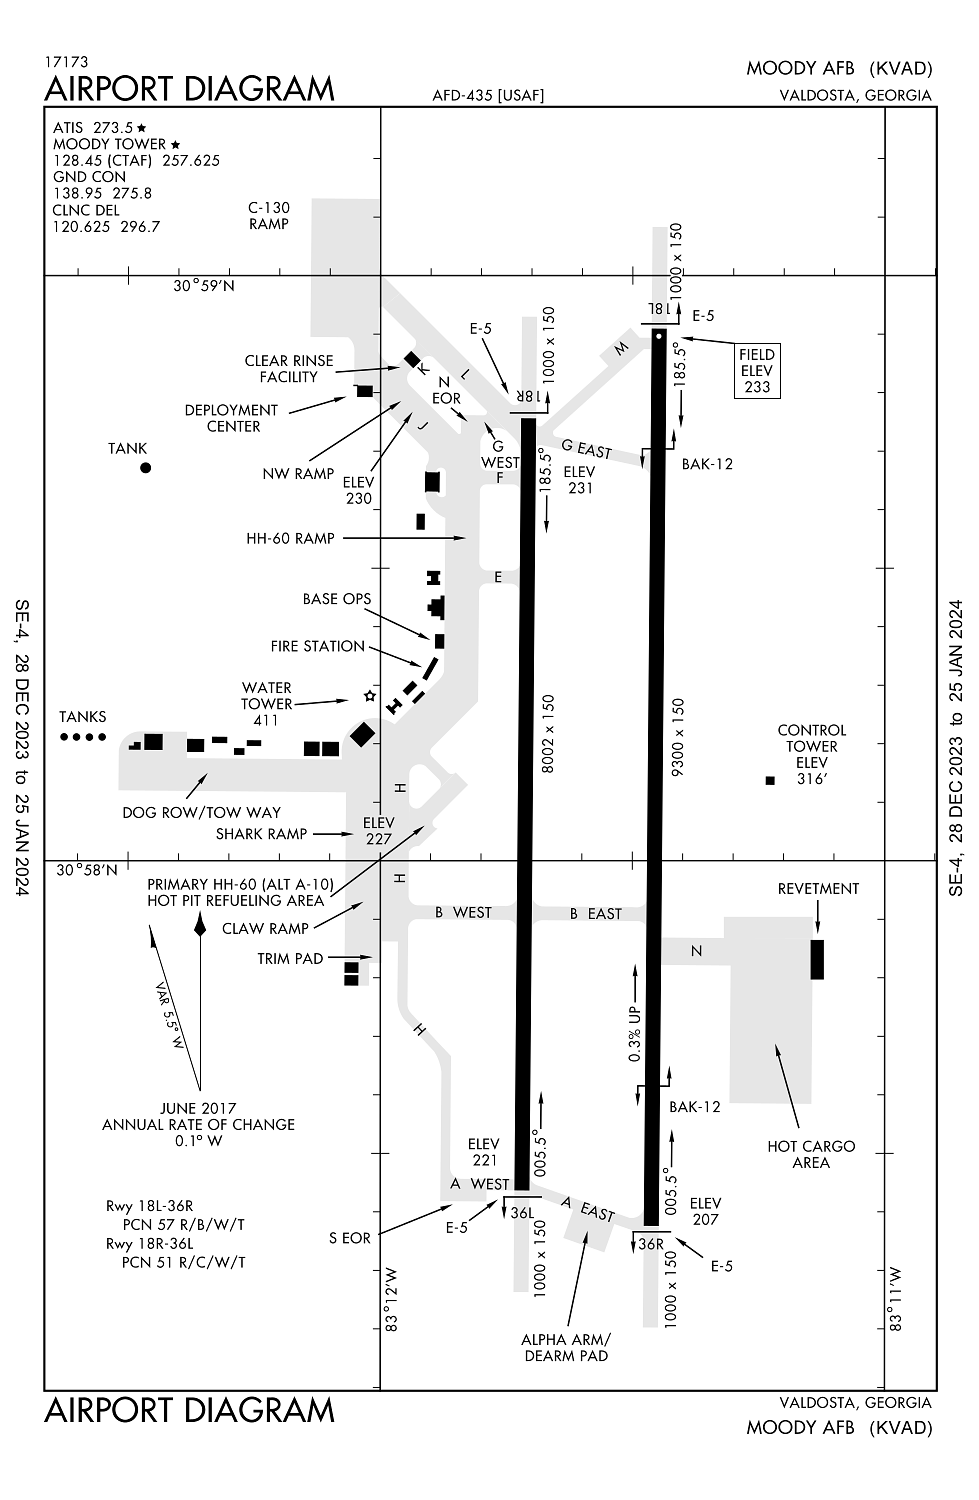 17173
AIRPORT DIAGRAM
AFD-435 [USAF]
MOODY AFB (KVAD)
VALDOSTA, GEORGIA
ATIS 273.5 ★
MOODY TOWER ★
128.45 (CTAF) 257.625
GND CON
138.95 275.8
CLNC DEL
120.625 296.7
C-130
RAMP
30°59'N
1000 x 150
18L
E-5
FIELD
ELEV
233
185.5°
M
E-5
1000 x 150
18R
CLEAR RINSE
FACILITY
K
L
N
EOR
DEPLOYMENT
CENTER
J
TANK
NW RAMP
ELEV
230
G
WEST
F
185.5°
G EAST
ELEV
231
BAK-12
HH-60 RAMP
E
BASE OPS
FIRE STATION
WATER
TOWER
411
TANKS
8002 x 150
9300 x 150
CONTROL
TOWER
ELEV
316'
H
DOG ROW/TOW WAY
SHARK RAMP
ELEV
227
30°58'N
PRIMARY HH-60 (ALT A-10)
HOT PIT REFUELING AREA
H
CLAW RAMP
B WEST
B EAST
REVETMENT
TRIM PAD
N
VAR 5.5° W
H
0.3% UP
JUNE 2017
ANNUAL RATE OF CHANGE
0.1° W
BAK-12
HOT CARGO
AREA
ELEV
221
005.5°
005.5°
A WEST
A EAST
ELEV
207
Rwy 18L-36R
PCN 57 R/B/W/T
Rwy 18R-36L
PCN 51 R/C/W/T
S EOR
E-5
36L
1000 x 150
36R
1000 x 150
E-5
83°12'W
83°11'W
ALPHA ARM/
DEARM PAD
SE-4, 28 DEC 2023 to 25 JAN 2024
SE-4, 28 DEC 2023 to 25 JAN 2024
AIRPORT DIAGRAM
VALDOSTA, GEORGIA
MOODY AFB (KVAD)